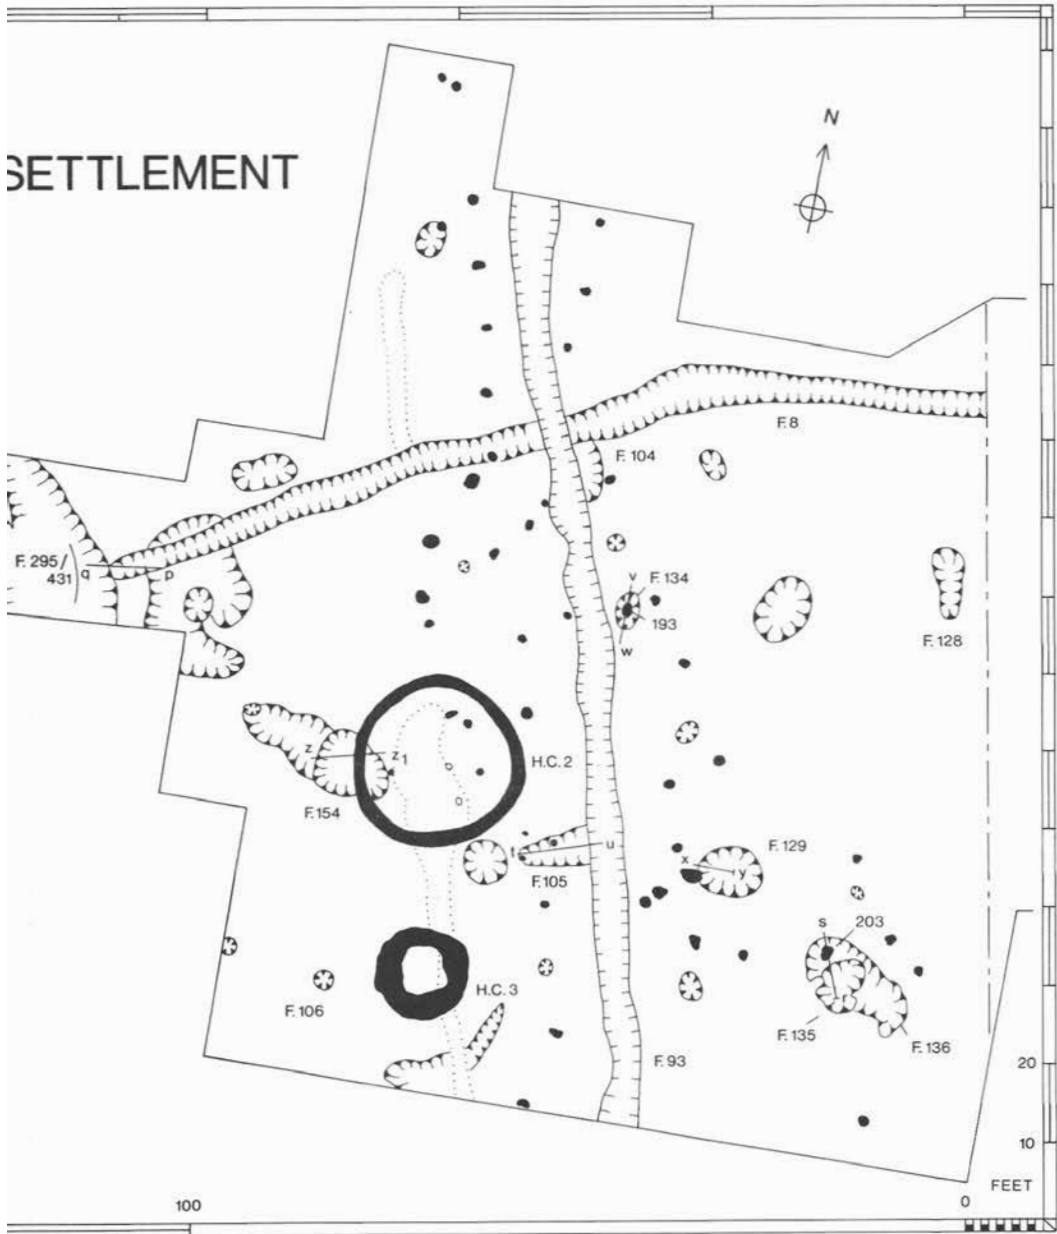 N
SETTLEMENT
F. 8
F. 104
F. 295/
431
q
p
v
F. 134
193
w
F. 128
z
z1
H.C. 2
F. 154
t
u
F. 105
x
y
F. 129
s
203
H.C. 3
F. 106
F. 135
F. 136
F. 93
20
10
FEET
100
0